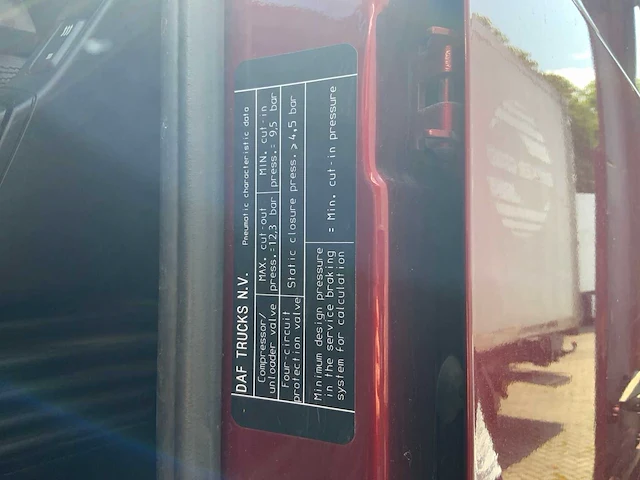 DAF TRUCKS N.V. Pneumatic characteristic data
Compressor/ MAX. cut-out MIN. cut-in
unloader valve press.:12,3 bar press.: 9,5 bar
Four-circuit Static closure press. > 4,5 bar
protection valve
Minimum design pressure
in the service braking = Min. cut-in pressure
system for calculation